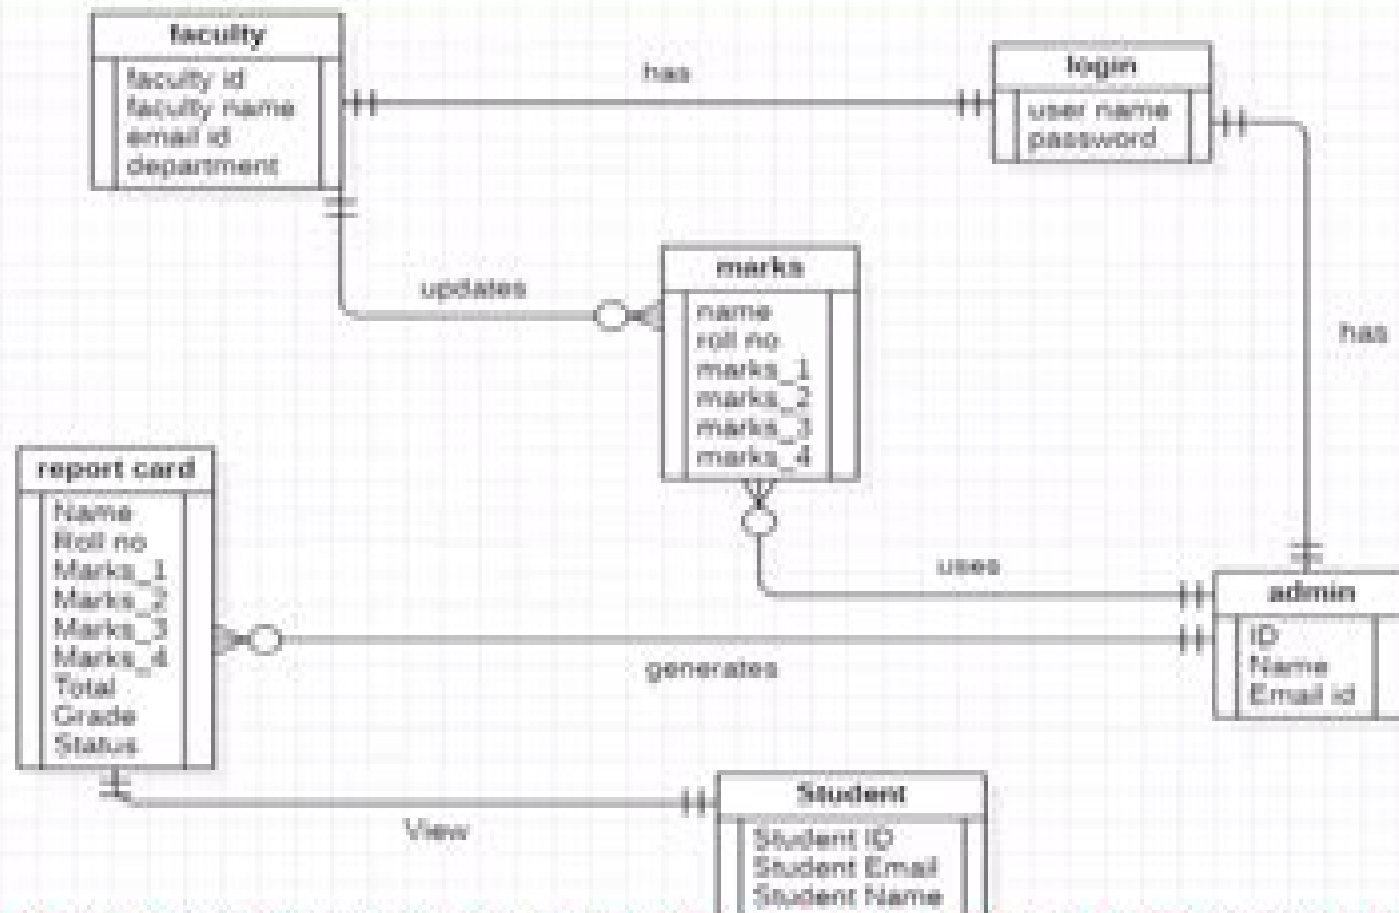 faculty
faculty id
faculty name
email id
department
has
login
user name
password
updates
marks
name
roll no
marks_1
marks_2
marks_3
marks_4
has
report card
Name
Roll no
Marks_1
Marks_2
Marks_3
Marks_4
Total
Grade
Status
uses
generates
admin
ID
Name
Email id
View
Student
Student ID
Student Email
Student Name